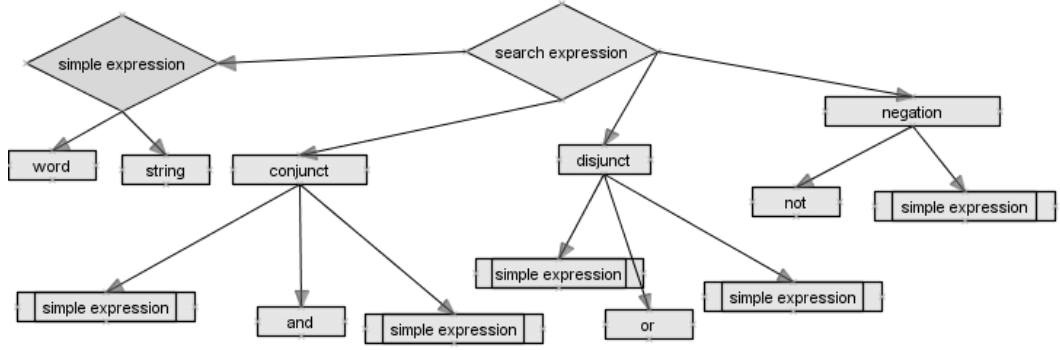 search expression
simple expression
negation
word
string
conjunct
disjunct
not
simple expression
simple expression
simple expression
simple expression
and
simple expression
or